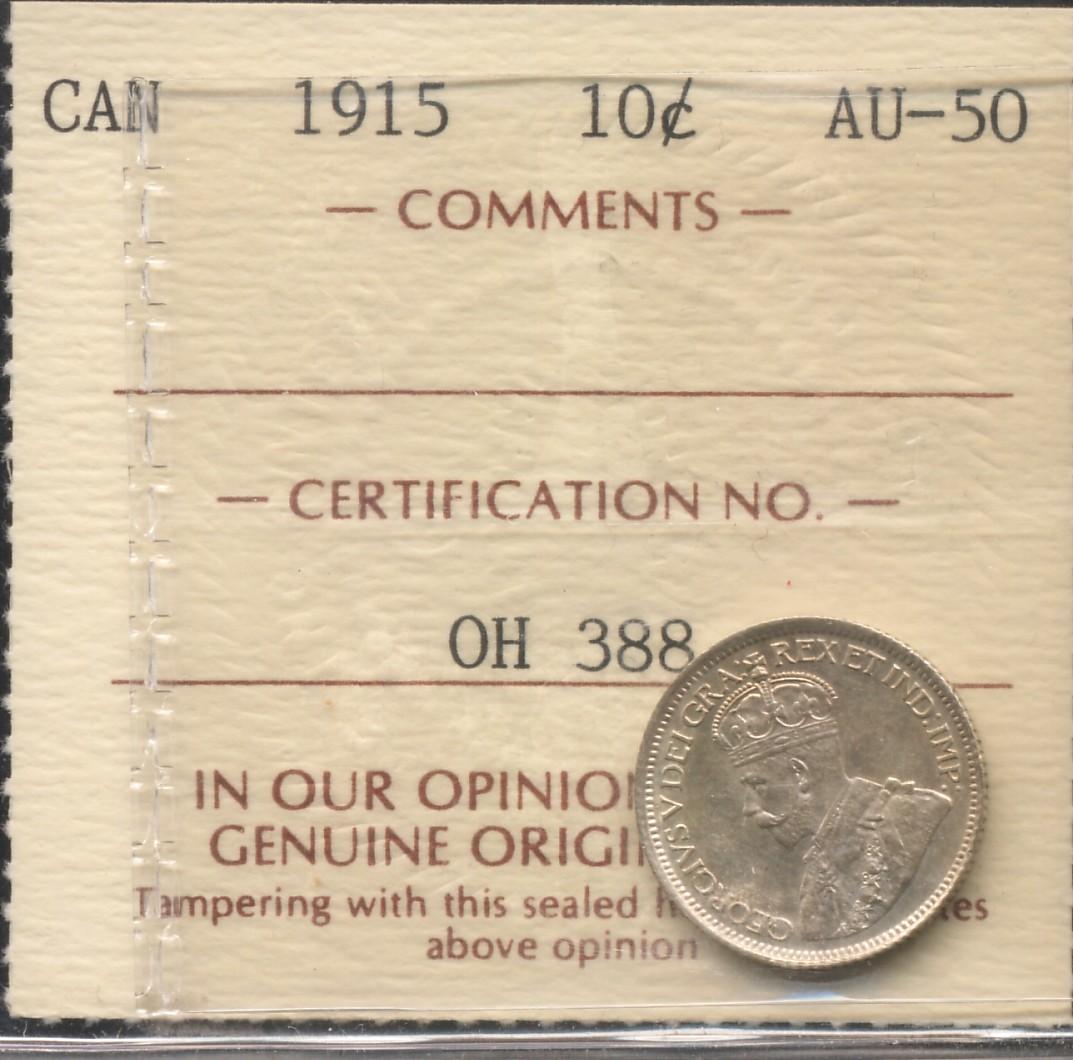 CAN 1915 10¢ AU-50
— COMMENTS —
— CERTIFICATION NO. —
OH 388
IN OUR OPINION
GENUINE ORIGI
Tampering with this sealed h tes
above opinion
GEORGIVS V DEI GRA: REX ET IND: IMP: